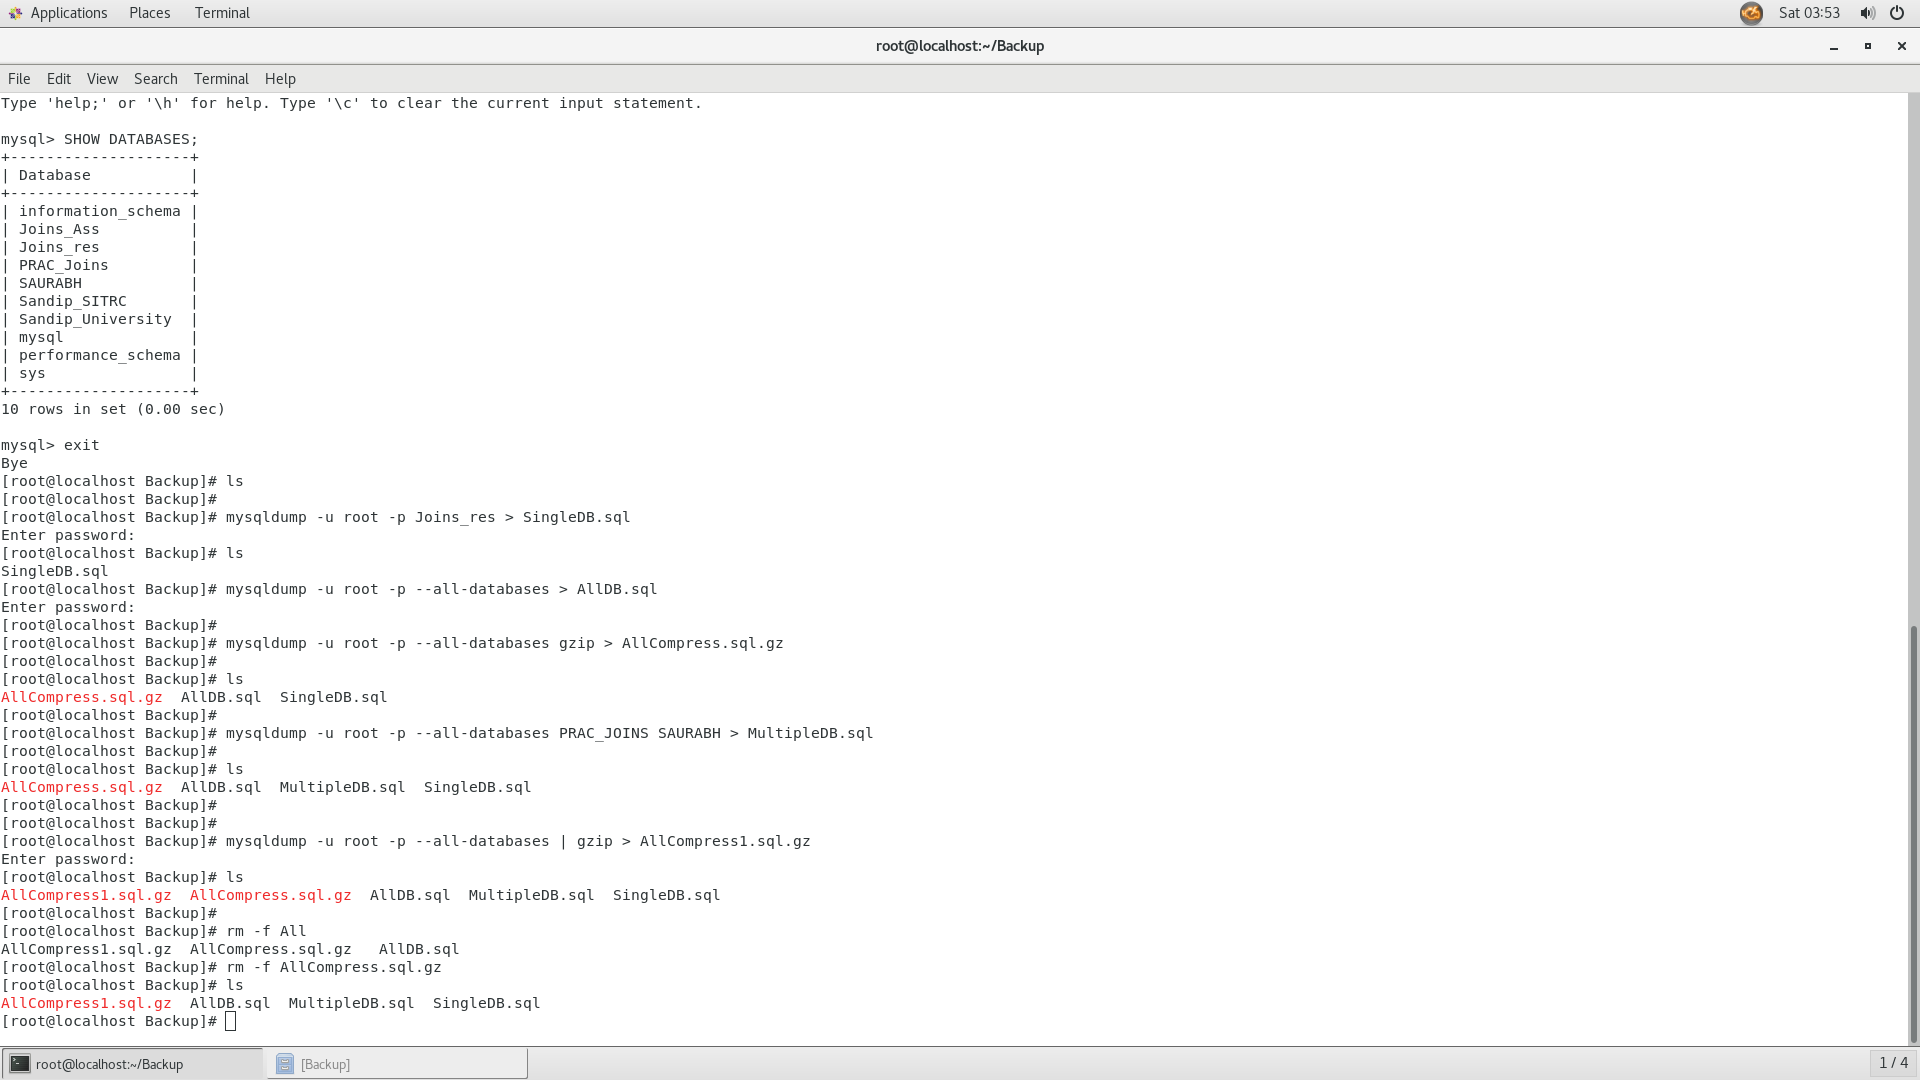 Applications Places Terminal Sat 03:53
root@localhost:~/Backup
File Edit View Search Terminal Help
Type 'help;' or '\h' for help. Type '\c' to clear the current input statement.
mysql> SHOW DATABASES;
+--------------------+
| Database           |
+--------------------+
| information_schema |
| Joins_Ass          |
| Joins_res          |
| PRAC_Joins         |
| SAURABH            |
| Sandip_SITRC       |
| Sandip_University  |
| mysql              |
| performance_schema |
| sys                |
+--------------------+
10 rows in set (0.00 sec)
mysql> exit
Bye
[root@localhost Backup]# ls
[root@localhost Backup]#
[root@localhost Backup]# mysqldump -u root -p Joins_res > SingleDB.sql
Enter password:
[root@localhost Backup]# ls
SingleDB.sql
[root@localhost Backup]# mysqldump -u root -p --all-databases > AllDB.sql
Enter password:
[root@localhost Backup]#
[root@localhost Backup]# mysqldump -u root -p --all-databases gzip > AllCompress.sql.gz
[root@localhost Backup]#
[root@localhost Backup]# ls
AllCompress.sql.gz  AllDB.sql  SingleDB.sql
[root@localhost Backup]#
[root@localhost Backup]# mysqldump -u root -p --all-databases PRAC_JOINS SAURABH > MultipleDB.sql
[root@localhost Backup]#
[root@localhost Backup]# ls
AllCompress.sql.gz  AllDB.sql  MultipleDB.sql  SingleDB.sql
[root@localhost Backup]#
[root@localhost Backup]#
[root@localhost Backup]# mysqldump -u root -p --all-databases | gzip > AllCompress1.sql.gz
Enter password:
[root@localhost Backup]# ls
AllCompress1.sql.gz  AllCompress.sql.gz  AllDB.sql  MultipleDB.sql  SingleDB.sql
[root@localhost Backup]#
[root@localhost Backup]# rm -f All
AllCompress1.sql.gz  AllCompress.sql.gz   AllDB.sql
[root@localhost Backup]# rm -f AllCompress.sql.gz
[root@localhost Backup]# ls
AllCompress1.sql.gz  AllDB.sql  MultipleDB.sql  SingleDB.sql
[root@localhost Backup]#
root@localhost:~/Backup [Backup] 1 / 4